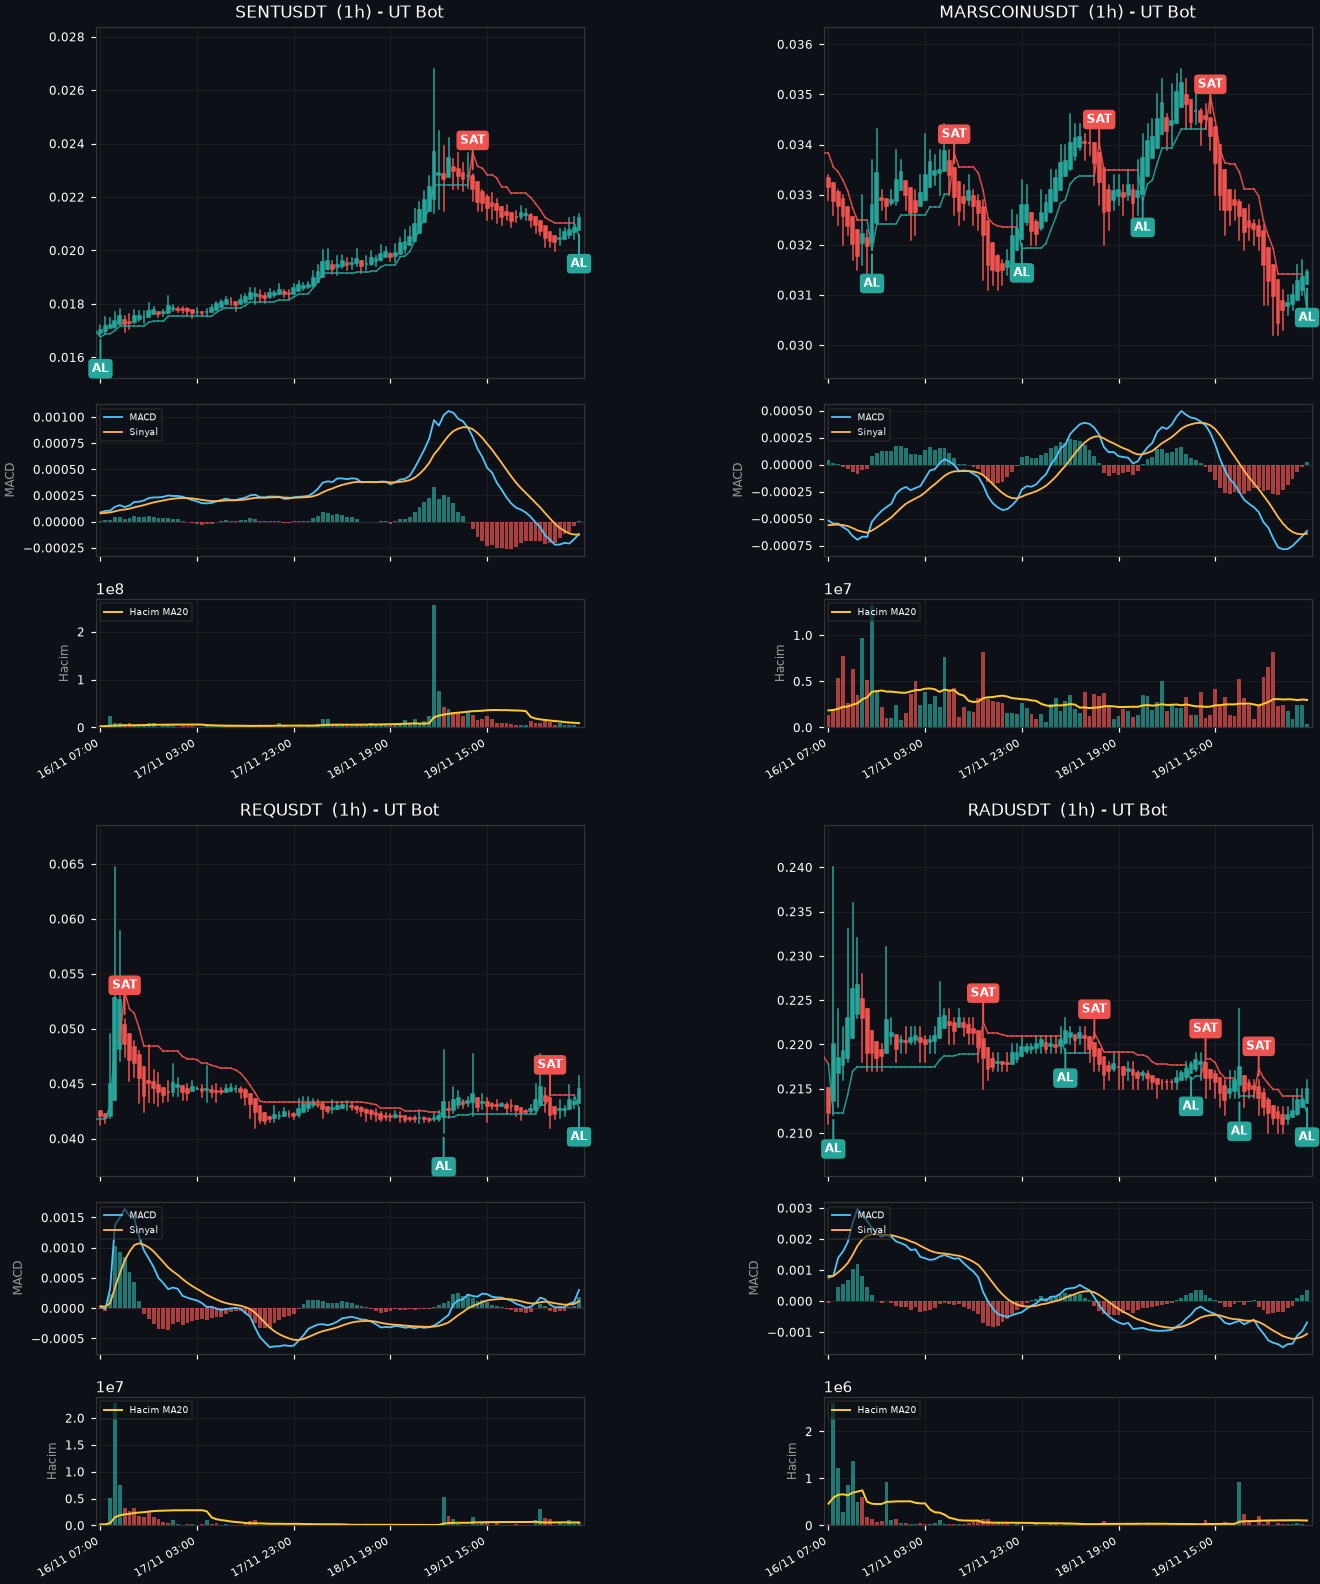 SENTUSDT  (1h) - UT Bot
0.028
0.026
0.024
0.022
0.020
0.018
0.016
SAT
AL
AL
MACD
0.00100
0.00075
0.00050
0.00025
0.00000
−0.00025
MACD
Sinyal
1e8
Hacim
2
1
0
Hacim MA20
16/11 07:00
17/11 03:00
17/11 23:00
18/11 19:00
19/11 15:00
MARSCOINUSDT  (1h) - UT Bot
0.036
0.035
0.034
0.033
0.032
0.031
0.030
SAT
SAT
SAT
AL
AL
AL
AL
MACD
0.00050
0.00025
0.00000
−0.00025
−0.00050
−0.00075
MACD
Sinyal
1e7
Hacim
1.0
0.5
0.0
Hacim MA20
16/11 07:00
17/11 03:00
17/11 23:00
18/11 19:00
19/11 15:00
REQUSDT  (1h) - UT Bot
0.065
0.060
0.055
0.050
0.045
0.040
SAT
SAT
AL
AL
MACD
0.0015
0.0010
0.0005
0.0000
−0.0005
MACD
Sinyal
1e7
Hacim
2.0
1.5
1.0
0.5
0.0
Hacim MA20
16/11 07:00
17/11 03:00
17/11 23:00
18/11 19:00
19/11 15:00
RADUSDT  (1h) - UT Bot
0.240
0.235
0.230
0.225
0.220
0.215
0.210
SAT
SAT
SAT
SAT
AL
AL
AL
AL
AL
MACD
0.003
0.002
0.001
0.000
−0.001
MACD
Sinyal
1e6
Hacim
2
1
0
Hacim MA20
16/11 07:00
17/11 03:00
17/11 23:00
18/11 19:00
19/11 15:00